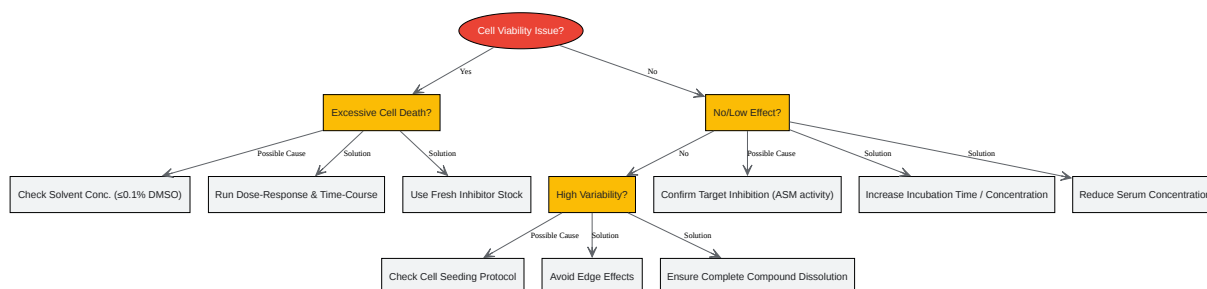 Cell Viability Issue?
Yes
No
Excessive Cell Death?
No/Low Effect?
Possible Cause
Solution
Solution
No
Possible Cause
Solution
Solution
Check Solvent Conc. (≤0.1% DMSO)
Run Dose-Response & Time-Course
Use Fresh Inhibitor Stock
High Variability?
Confirm Target Inhibition (ASM activity)
Increase Incubation Time / Concentration
Reduce Serum Concentration
Possible Cause
Solution
Solution
Check Cell Seeding Protocol
Avoid Edge Effects
Ensure Complete Compound Dissolution